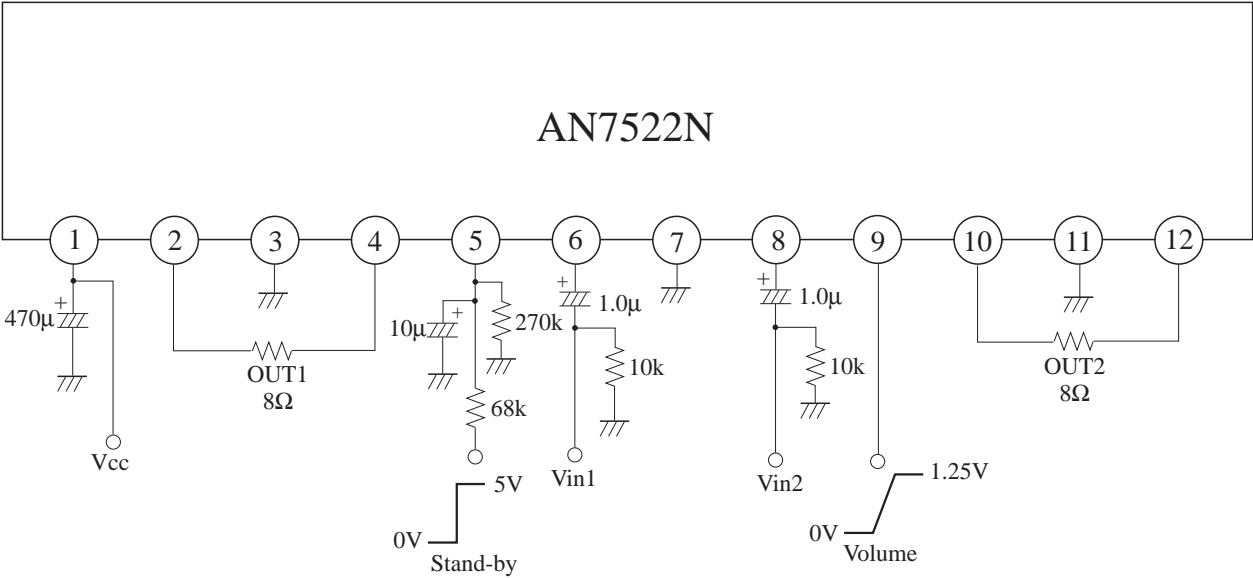 AN7522N
1 2 3 4 5 6 7 8 9 10 11 12
470μ
+
Vcc
OUT1
8Ω
10μ
+
270k
68k
5V
0V
Stand-by
+
1.0μ
10k
Vin1
+
1.0μ
10k
Vin2
1.25V
0V
Volume
OUT2
8Ω